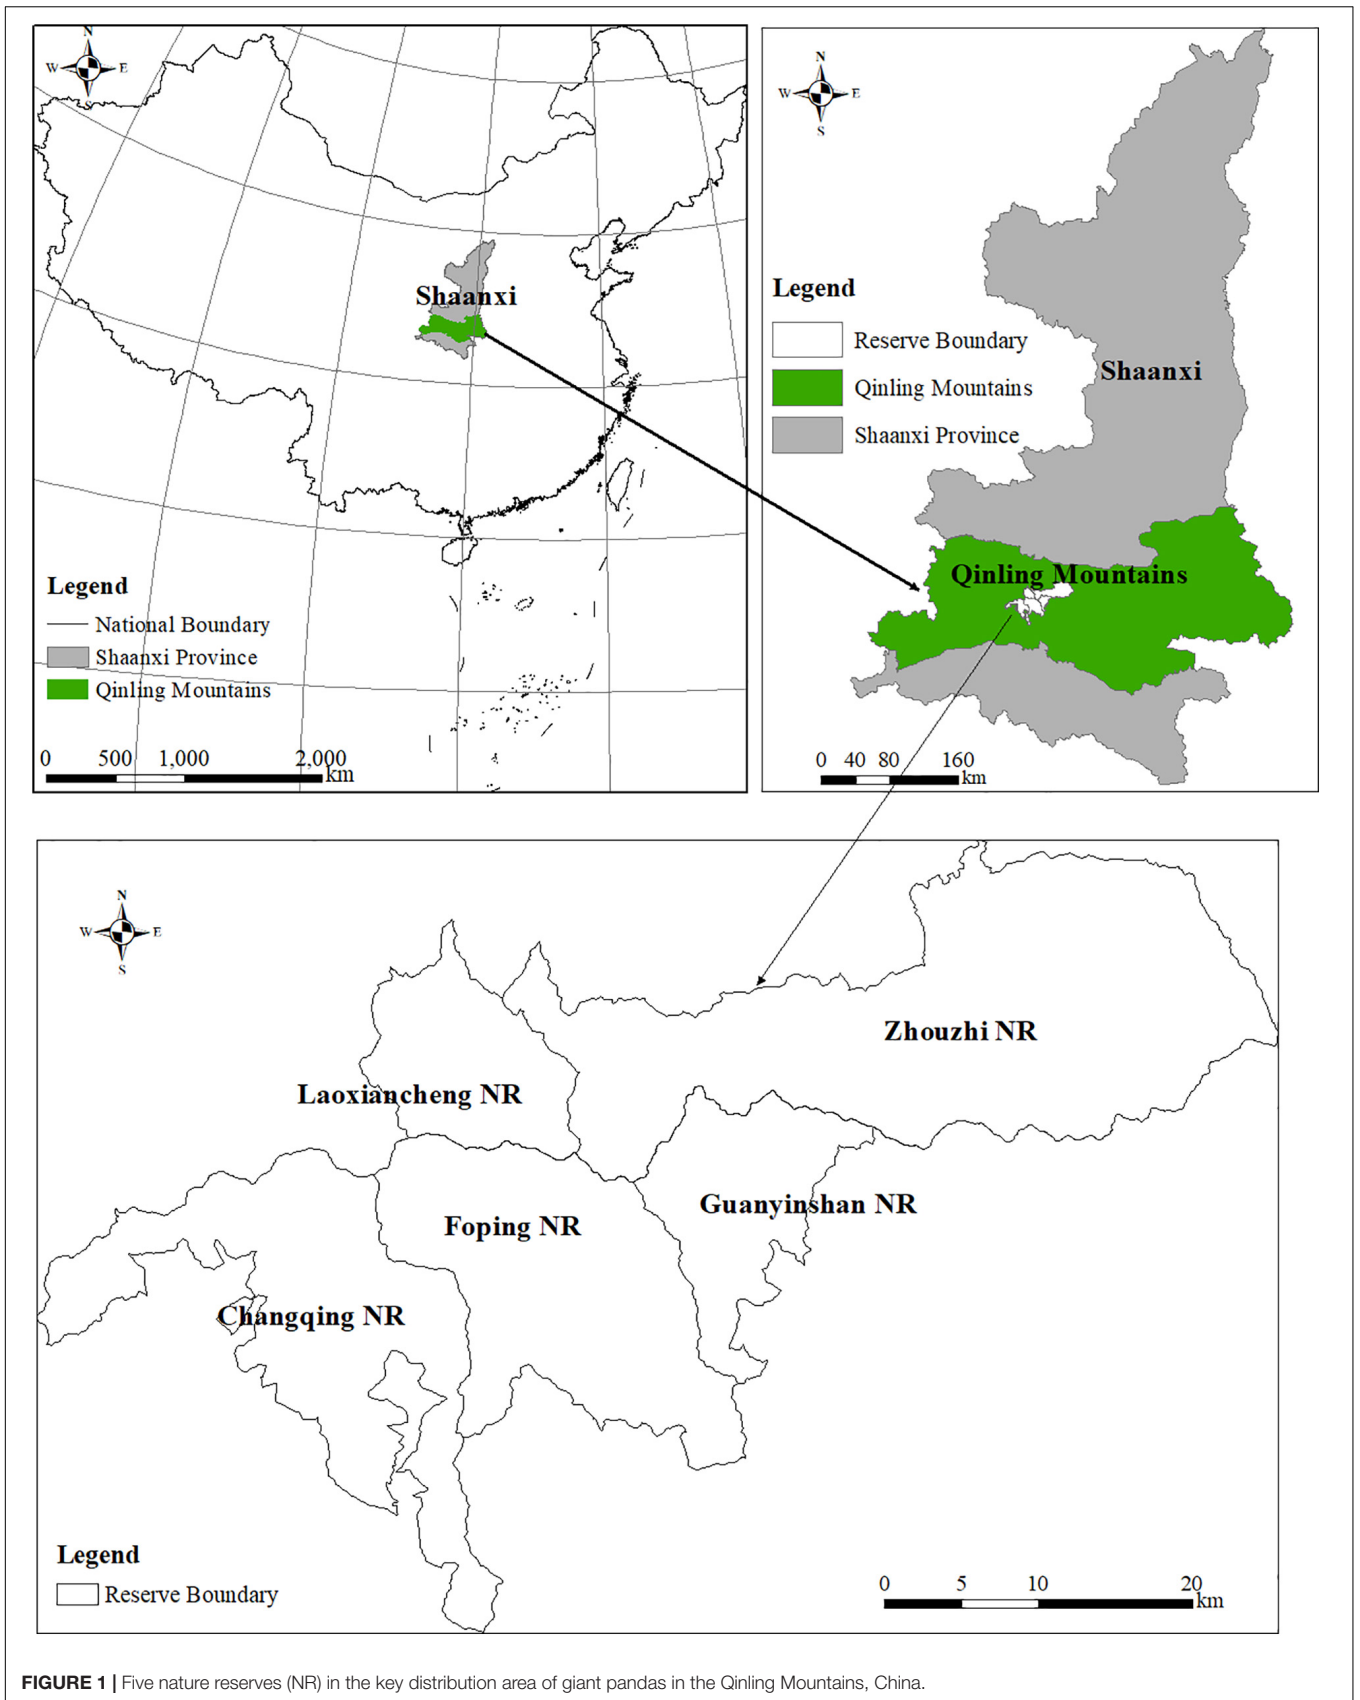 N
W E
S
Shaanxi
Legend
National Boundary
Shaanxi Province
Qinling Mountains
0 500 1,000 2,000
km
N
W E
S
Legend
Reserve Boundary
Qinling Mountains
Shaanxi Province
Shaanxi
Qinling Mountains
0 40 80 160
km
N
W E
S
Zhouzhi NR
Laoxiancheng NR
Guanyinshan NR
Foping NR
Changqing NR
Legend
Reserve Boundary
0 5 10 20
km
FIGURE 1 | Five nature reserves (NR) in the key distribution area of giant pandas in the Qinling Mountains, China.